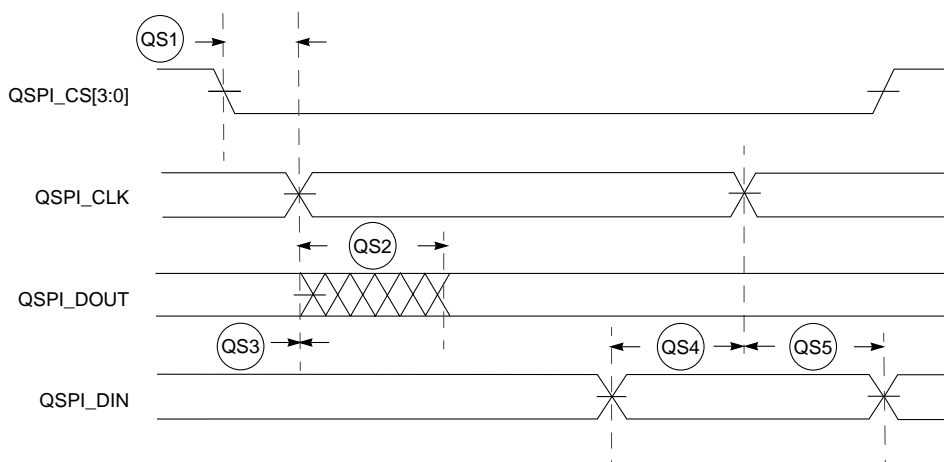 QS1
QSPI_CS[3:0]
QSPI_CLK
QS2
QSPI_DOUT
QS3
QS4
QS5
QSPI_DIN